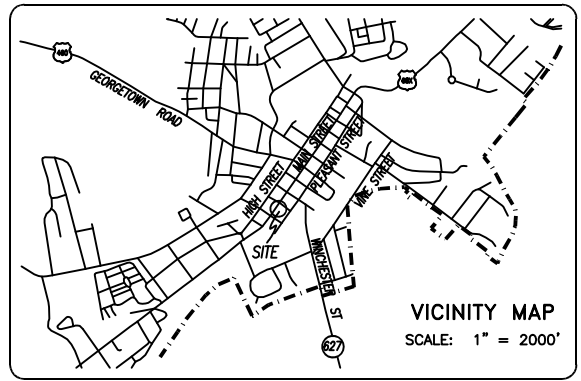 460
GEORGETOWN ROAD
MAIN STREET
PLEASANT STREET
HIGH STREET
VINE STREET
SITE
WINCHESTER ST
627
VICINITY MAP
SCALE: 1" = 2000'